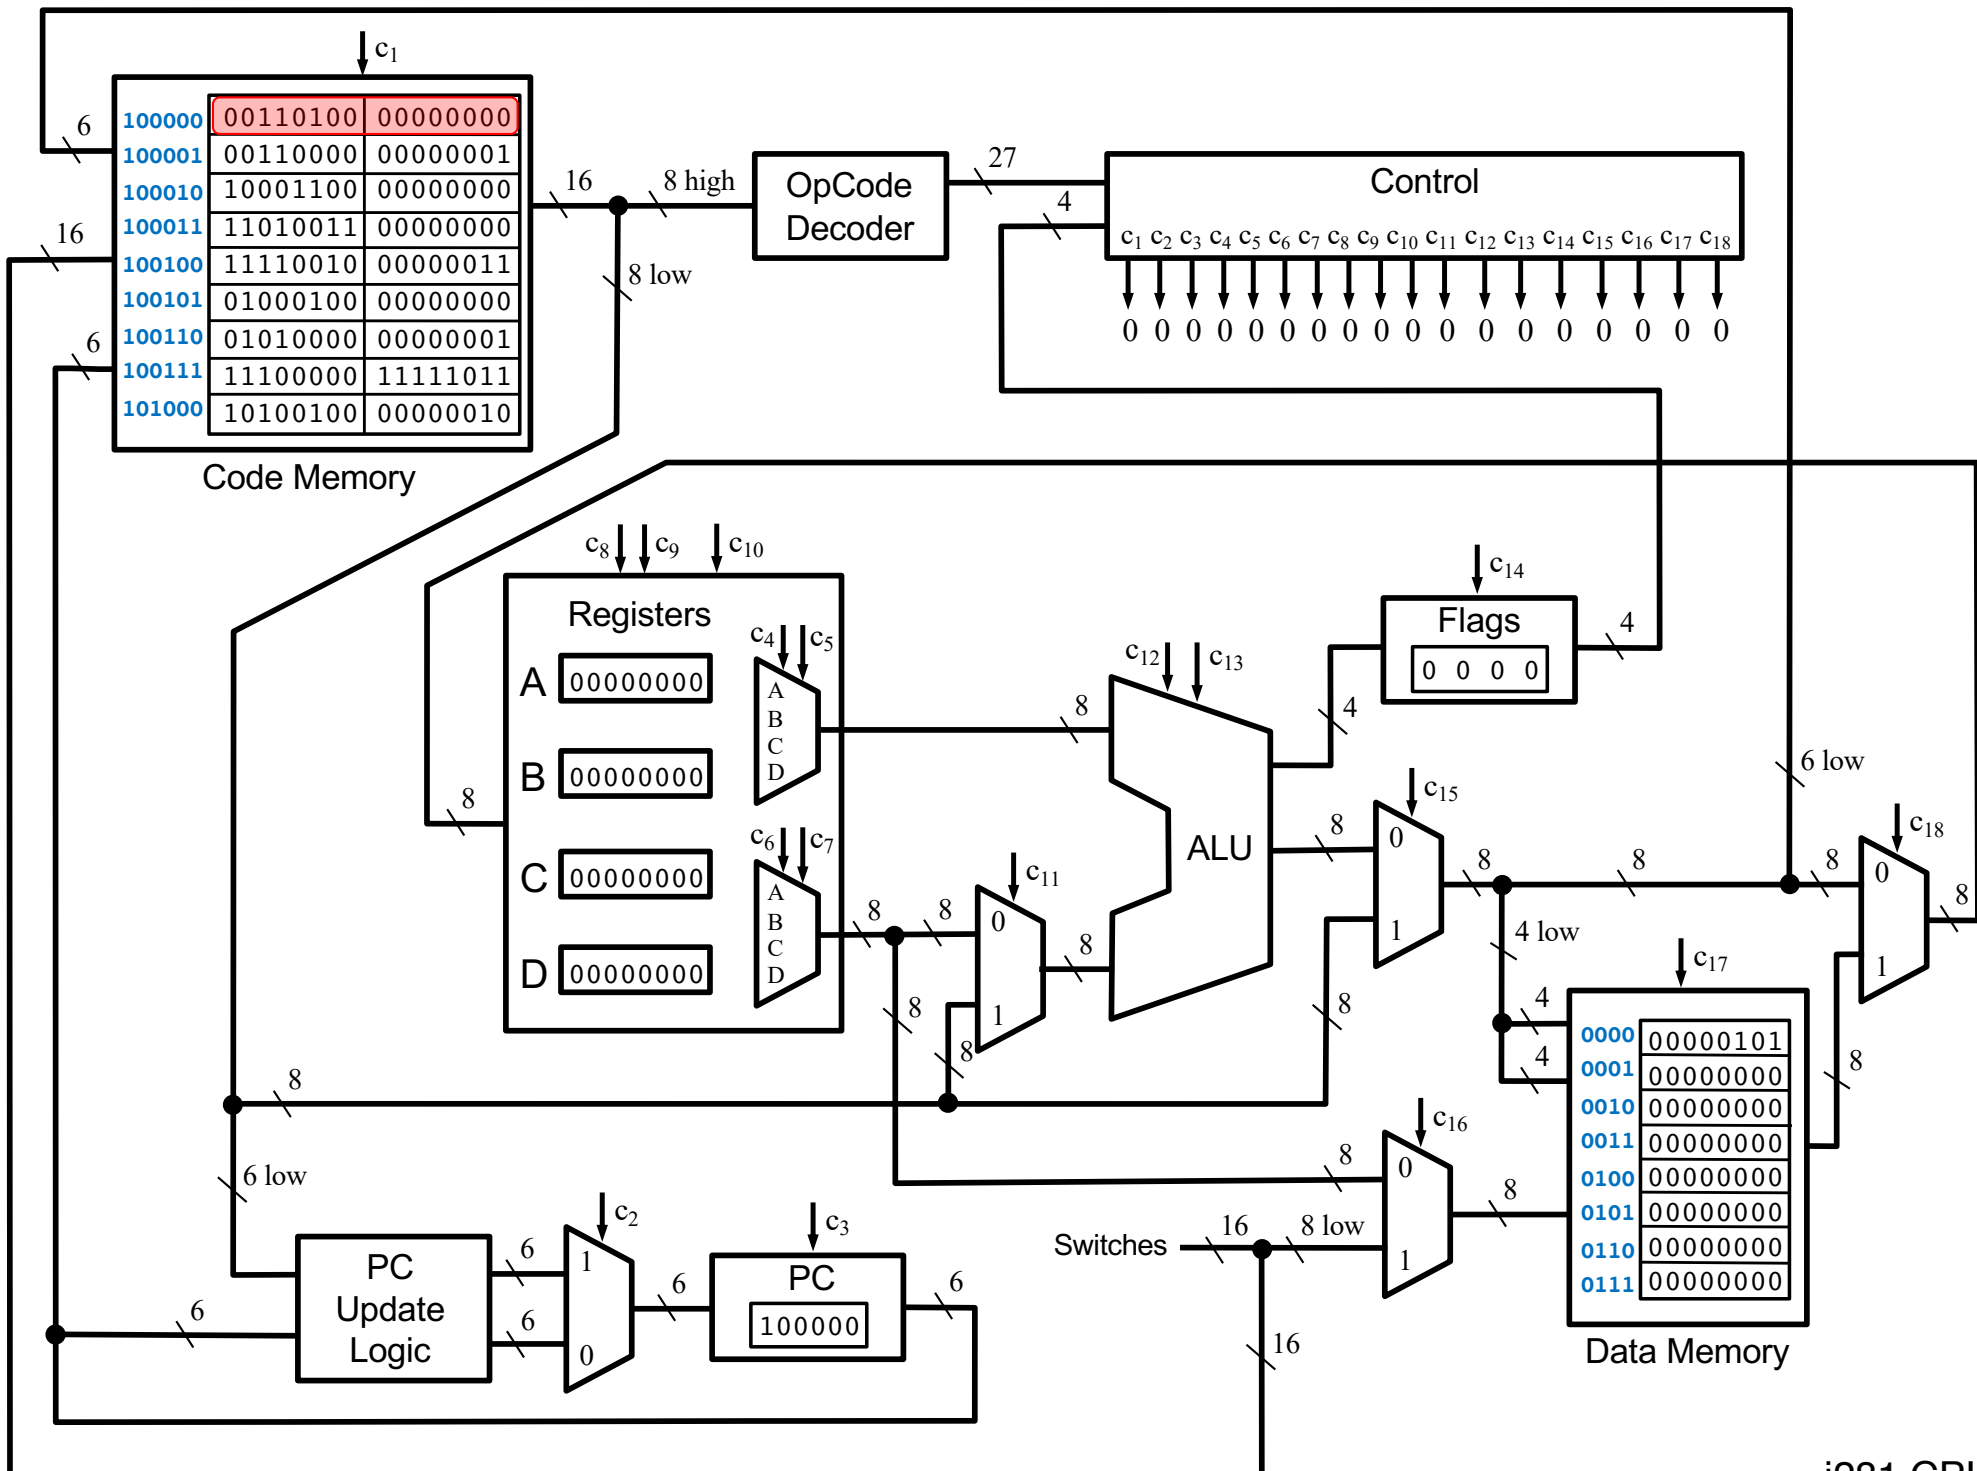 c1
100000 00110100 00000000
100001 00110000 00000001
100010 10001100 00000000
100011 11010011 00000000
100100 11110010 00000011
100101 01000100 00000000
100110 01010000 00000001
100111 11100000 11111011
101000 10100100 00000010
Code Memory
6
16
6
16
8 high
8 low
OpCode
Decoder
27
4
Control
c1 c2 c3 c4 c5 c6 c7 c8 c9 c10 c11 c12 c13 c14 c15 c16 c17 c18
0 0 0 0 0 0 0 0 0 0 0 0 0 0 0 0 0 0
c8 c9 c10
Registers
A 00000000
B 00000000
C 00000000
D 00000000
8
c4 c5
A
B
C
D
c6 c7
A
B
C
D
8
8
8
8
c11
0
1
8
8
c12 c13
ALU
4
8
c14
Flags
0 0 0 0
4
c15
0
1
8
8
8
8
6 low
4 low
4
4
c18
0
1
8
8
c17
0000 00000101
0001 00000000
0010 00000000
0011 00000000
0100 00000000
0101 00000000
0110 00000000
0111 00000000
Data Memory
c16
0
1
8
8
Switches
16
8 low
16
8
6 low
6
PC
Update
Logic
6
6
c2
1
0
6
c3
PC
100000
6